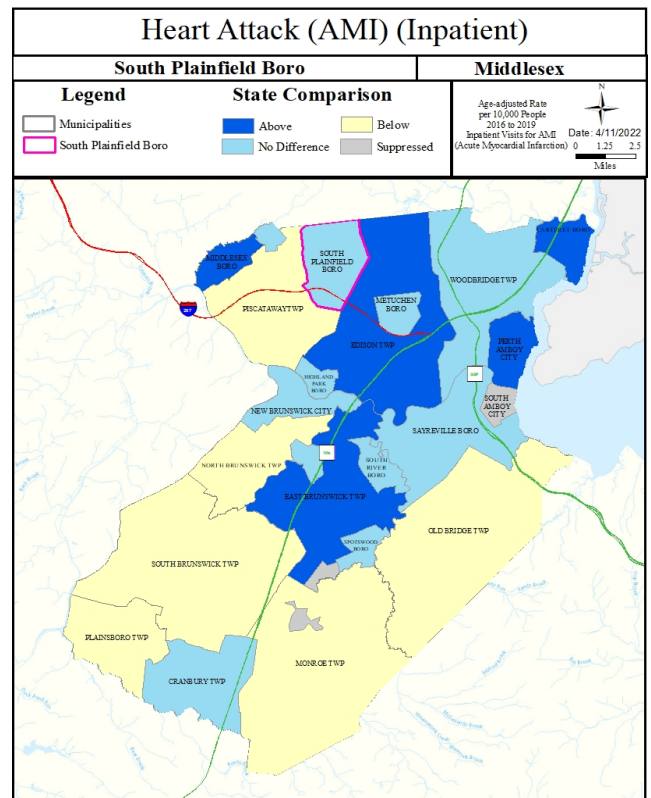 Heart Attack (AMI) (Inpatient)
South Plainfield Boro
Middlesex
Legend
Municipalities
South Plainfield Boro
State Comparison
Above
Below
No Difference
Suppressed
Age-adjusted Rate
per 10,000 People
2016 to 2019
Inpatient Visits for AMI
(Acute Myocardial Infarction)
N
Date: 4/11/2022
0 1.25 2.5
Miles
CARTERET BORO
MIDDLESEX
BORO
SOUTH
PLAINFIELD
BORO
WOODBRIDGE TWP
287
PISCATAWAY TWP
METUCHEN
BORO
EDISON TWP
PERTH
AMBOY
CITY
HIGHLAND
PARK
BORO
SOUTH
AMBOY
CITY
NEW BRUNSWICK CITY
SAYREVILLE BORO
NORTH BRUNSWICK TWP
SOUTH
RIVER
BORO
EAST BRUNSWICK TWP
OLD BRIDGE TWP
SPOTSWOOD
BORO
SOUTH BRUNSWICK TWP
PLAINSBORO TWP
MONROE TWP
CRANBURY TWP